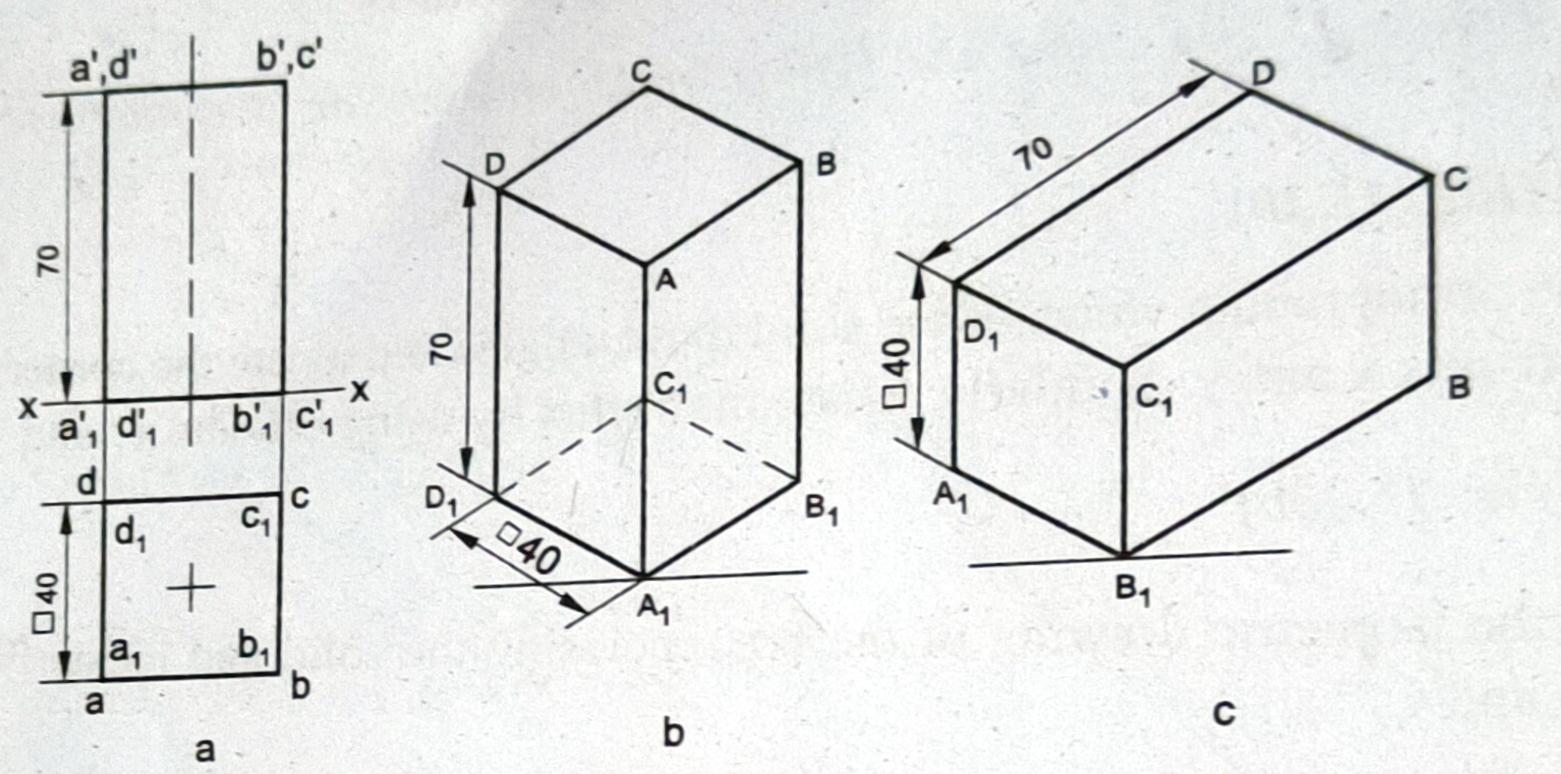 a',d' b',c'
70
X X
a'₁ d'₁ b'₁ c'₁
d c
d₁ c₁
□40
a₁ b₁
a b
a
C
D B
A
70
C₁
D₁ B₁
□40
A₁
b
D
70
C
D₁
□40
C₁
B
A₁
B₁
c